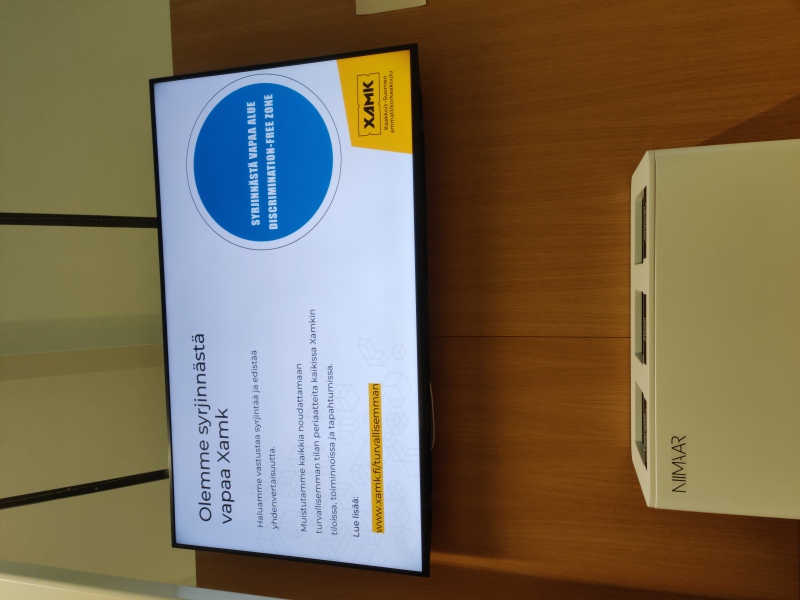 Olemme syrjinnästä
vapaa Xamk
Haluamme vastustaa syrjintää ja edistää
yhdenvertaisuutta.
Muistutamme kaikkia noudattamaan
turvallisemman tilan periaatteita kaikissa Xamkin
tiloissa, toiminnoissa ja tapahtumissa.
Lue lisää:
www.xamk.fi/turvallisemman
SYRJINNÄSTÄ VAPAA ALUE
DISCRIMINATION-FREE ZONE
XAMK
Kaakkois-Suomen
ammattikorkeakoulu
NIIMAAR